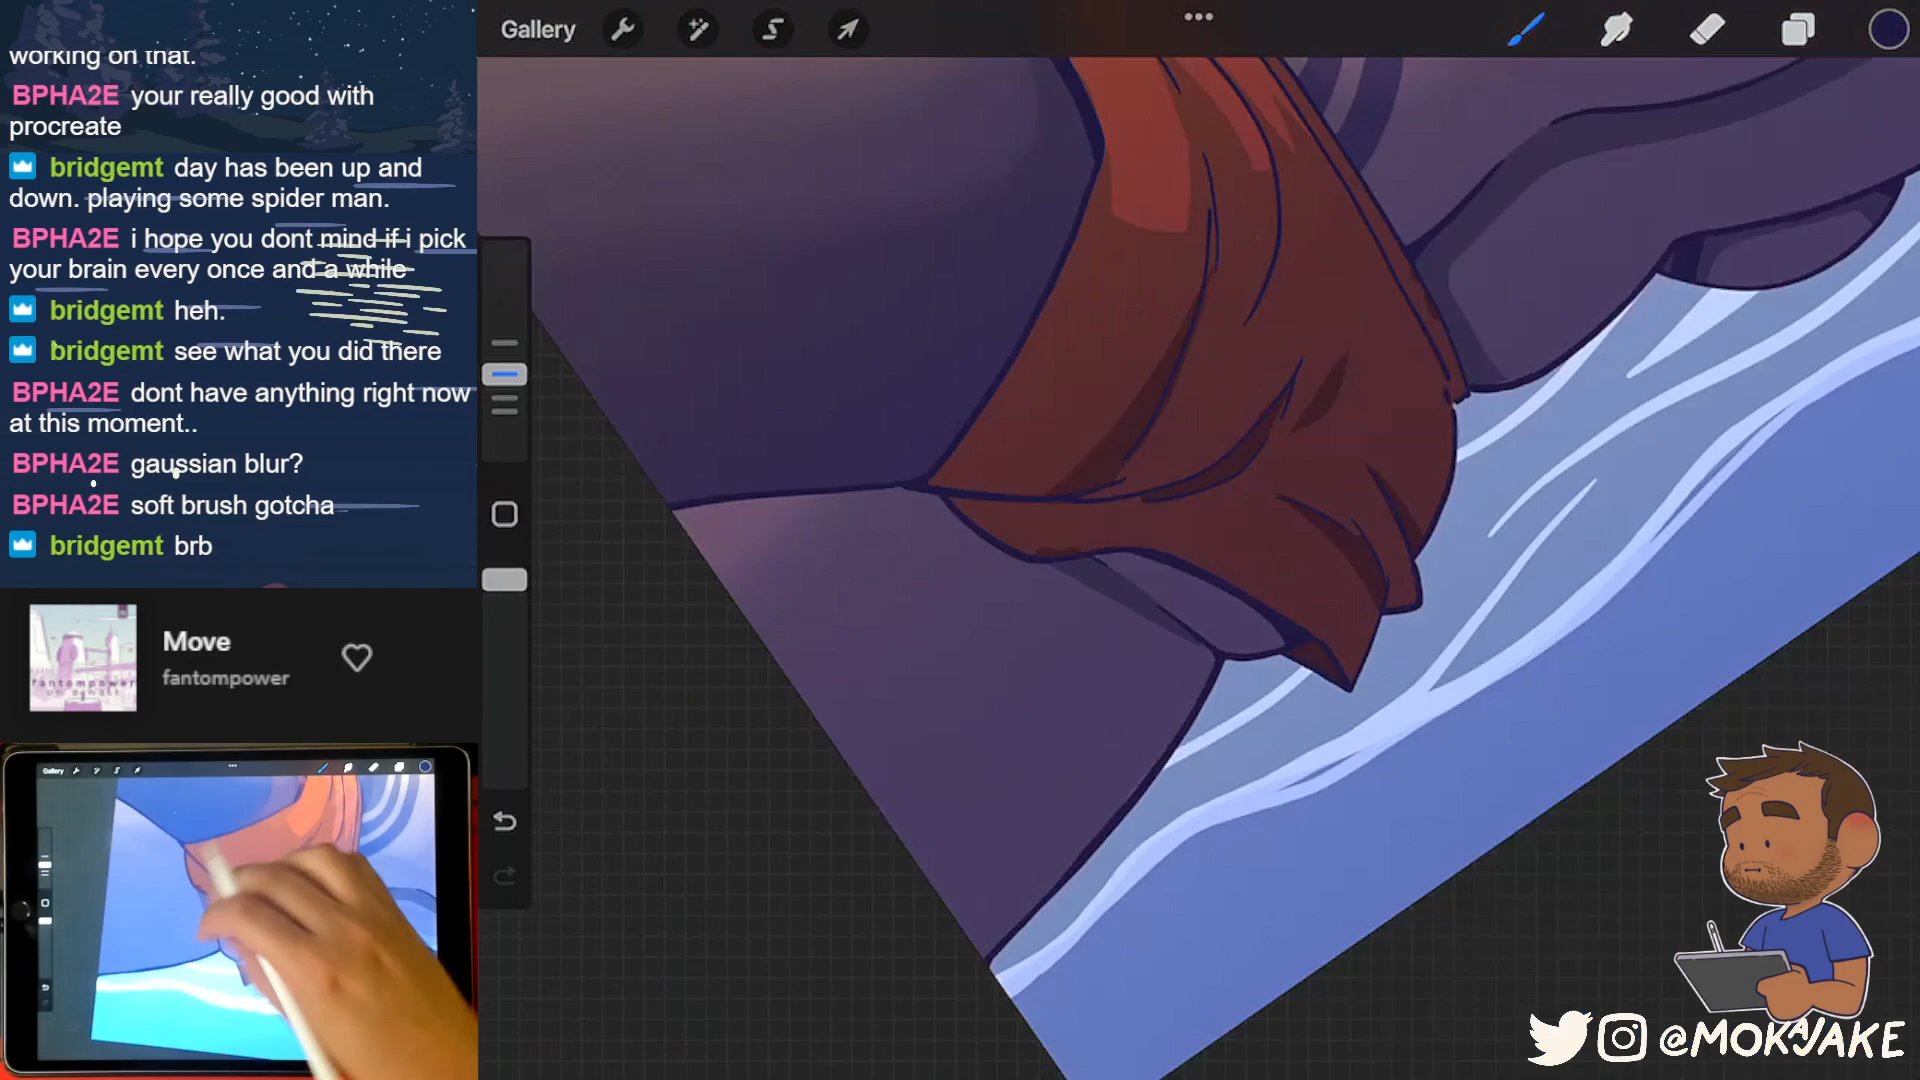 working on that.
BPHA2E your really good with
procreate
bridgemt day has been up and
down. playing some spider man.
BPHA2E i hope you dont mind if i pick
your brain every once and a while
bridgemt heh.
bridgemt see what you did there
BPHA2E dont have anything right now
at this moment..
BPHA2E gaussian blur?
BPHA2E soft brush gotcha
bridgemt brb
Move
fantompower
fantompower
Gallery
Gallery
@MOKAJAKE